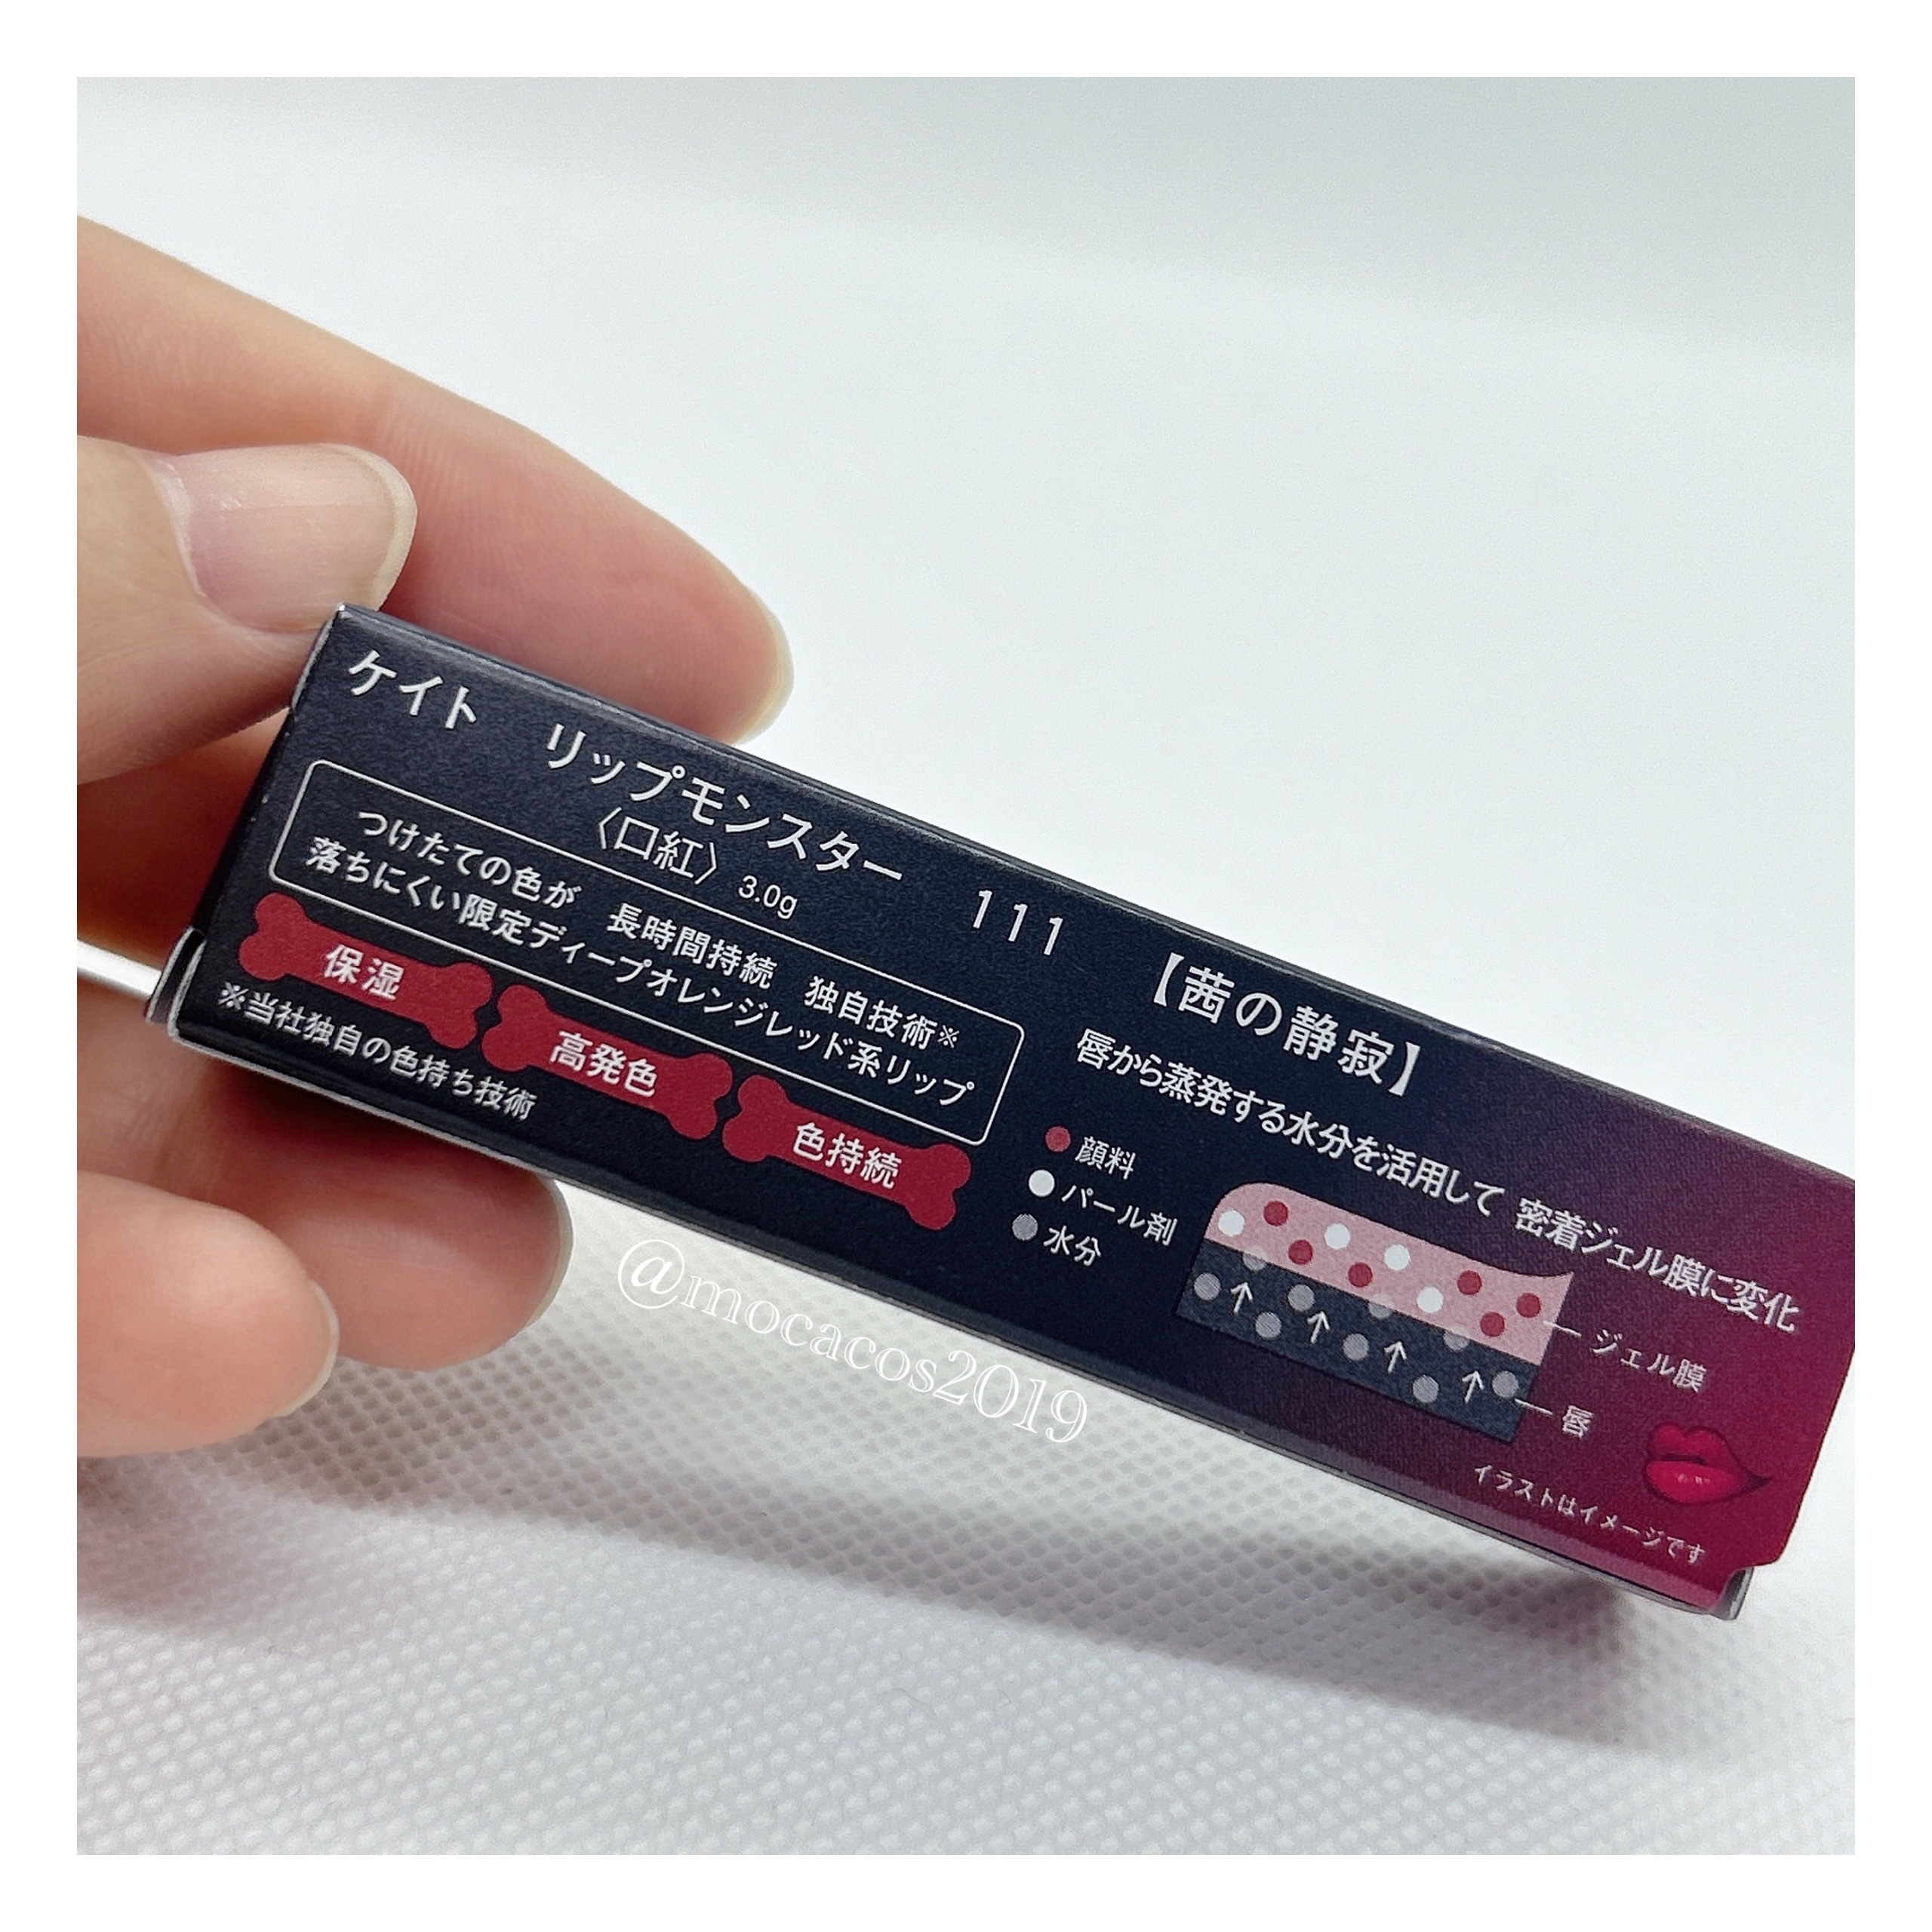 ケイト リップモンスター 111 【茜の静寂】
〈口紅〉 3.0g
つけたての色が 長時間持続 独自技術※
落ちにくい限定ディープオレンジレッド系リップ
保湿 高発色 色持続
※当社独自の色持ち技術
唇から蒸発する水分を活用して 密着ジェル膜に変化
顔料
パール剤
水分
ジェル膜
唇
イラストはイメージです
@mocacos2019